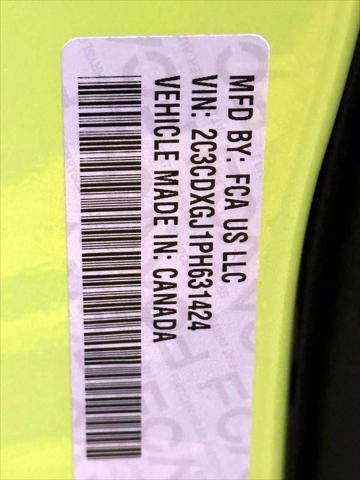 MFD BY: FCA US LLC
VIN: 2C3CDXGJ1PH631424
VEHICLE MADE IN: CANADA